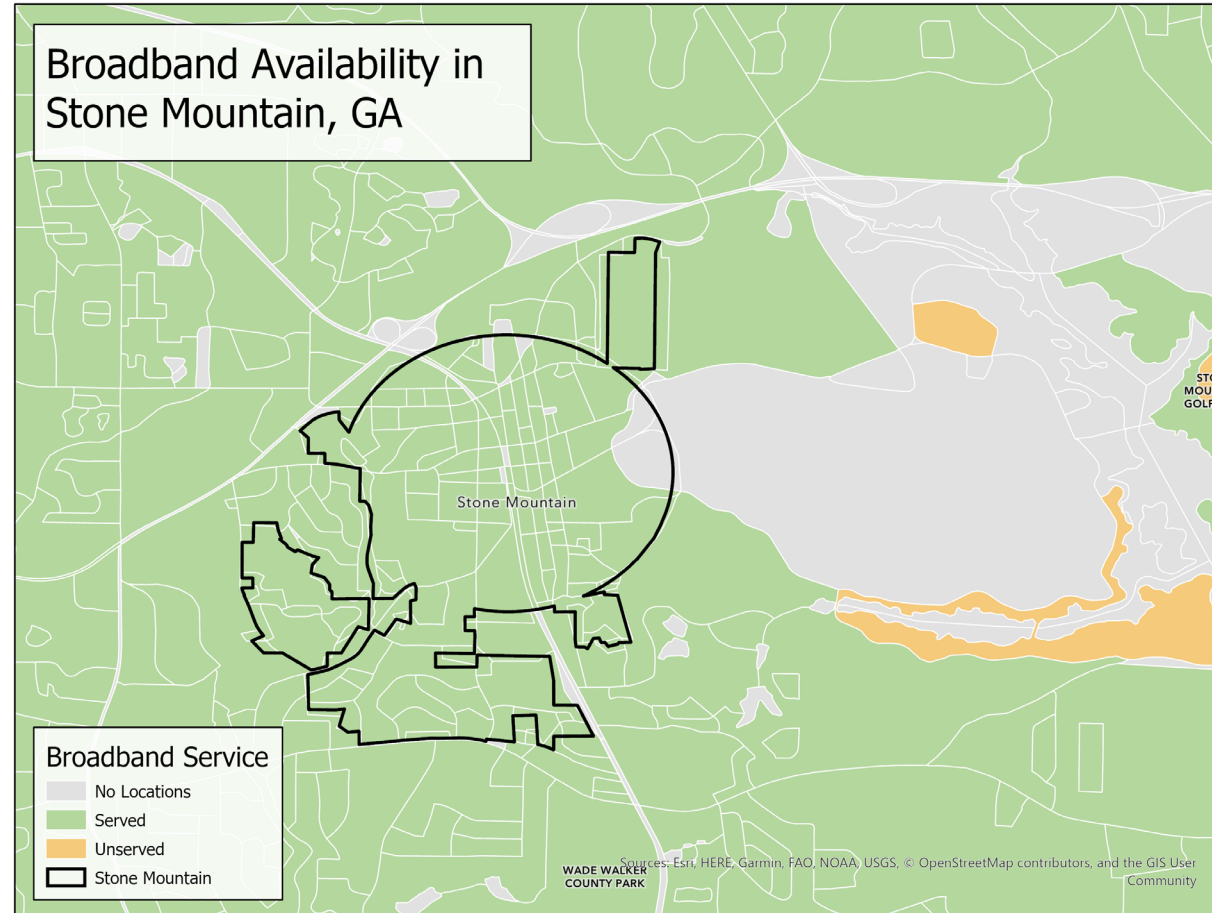 Broadband Availability in
Stone Mountain, GA
Stone Mountain
Broadband Service
No Locations
Served
Unserved
Stone Mountain
WADE WALKER
COUNTY PARK
Sources: Esri, HERE, Garmin, FAO, NOAA, USGS, © OpenStreetMap contributors, and the GIS User
Community